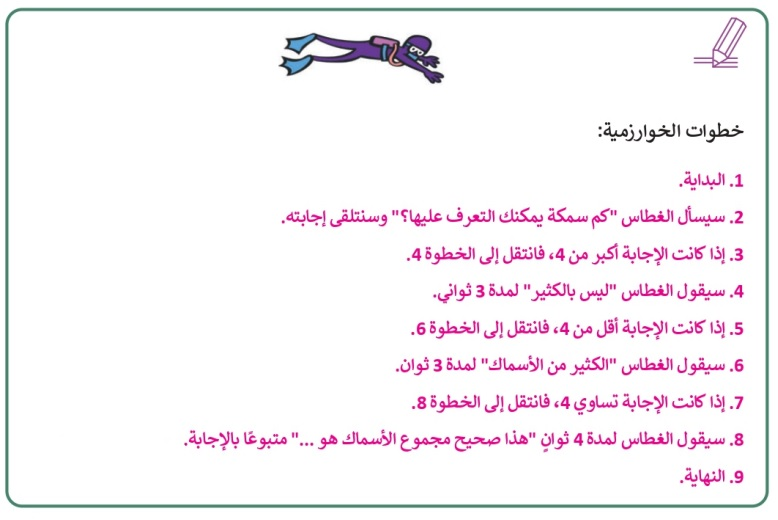 خطوات الخوارزمية:
1. البداية.
2. سيسأل الغطاس "كم سمكة يمكنك التعرف عليها؟" وسنتلقى إجابته.
3. إذا كانت الإجابة أكبر من 4، فانتقل إلى الخطوة 4.
4. سيقول الغطاس "ليس بالكثير" لمدة 3 ثواني.
5. إذا كانت الإجابة أقل من 4، فانتقل إلى الخطوة 6.
6. سيقول الغطاس "الكثير من الأسماك" لمدة 3 ثوان.
7. إذا كانت الإجابة تساوي 4، فانتقل إلى الخطوة 8.
8. سيقول الغطاس لمدة 4 ثوانٍ "هذا صحيح مجموع الأسماك هو ..." متبوعًا بالإجابة.
9. النهاية.